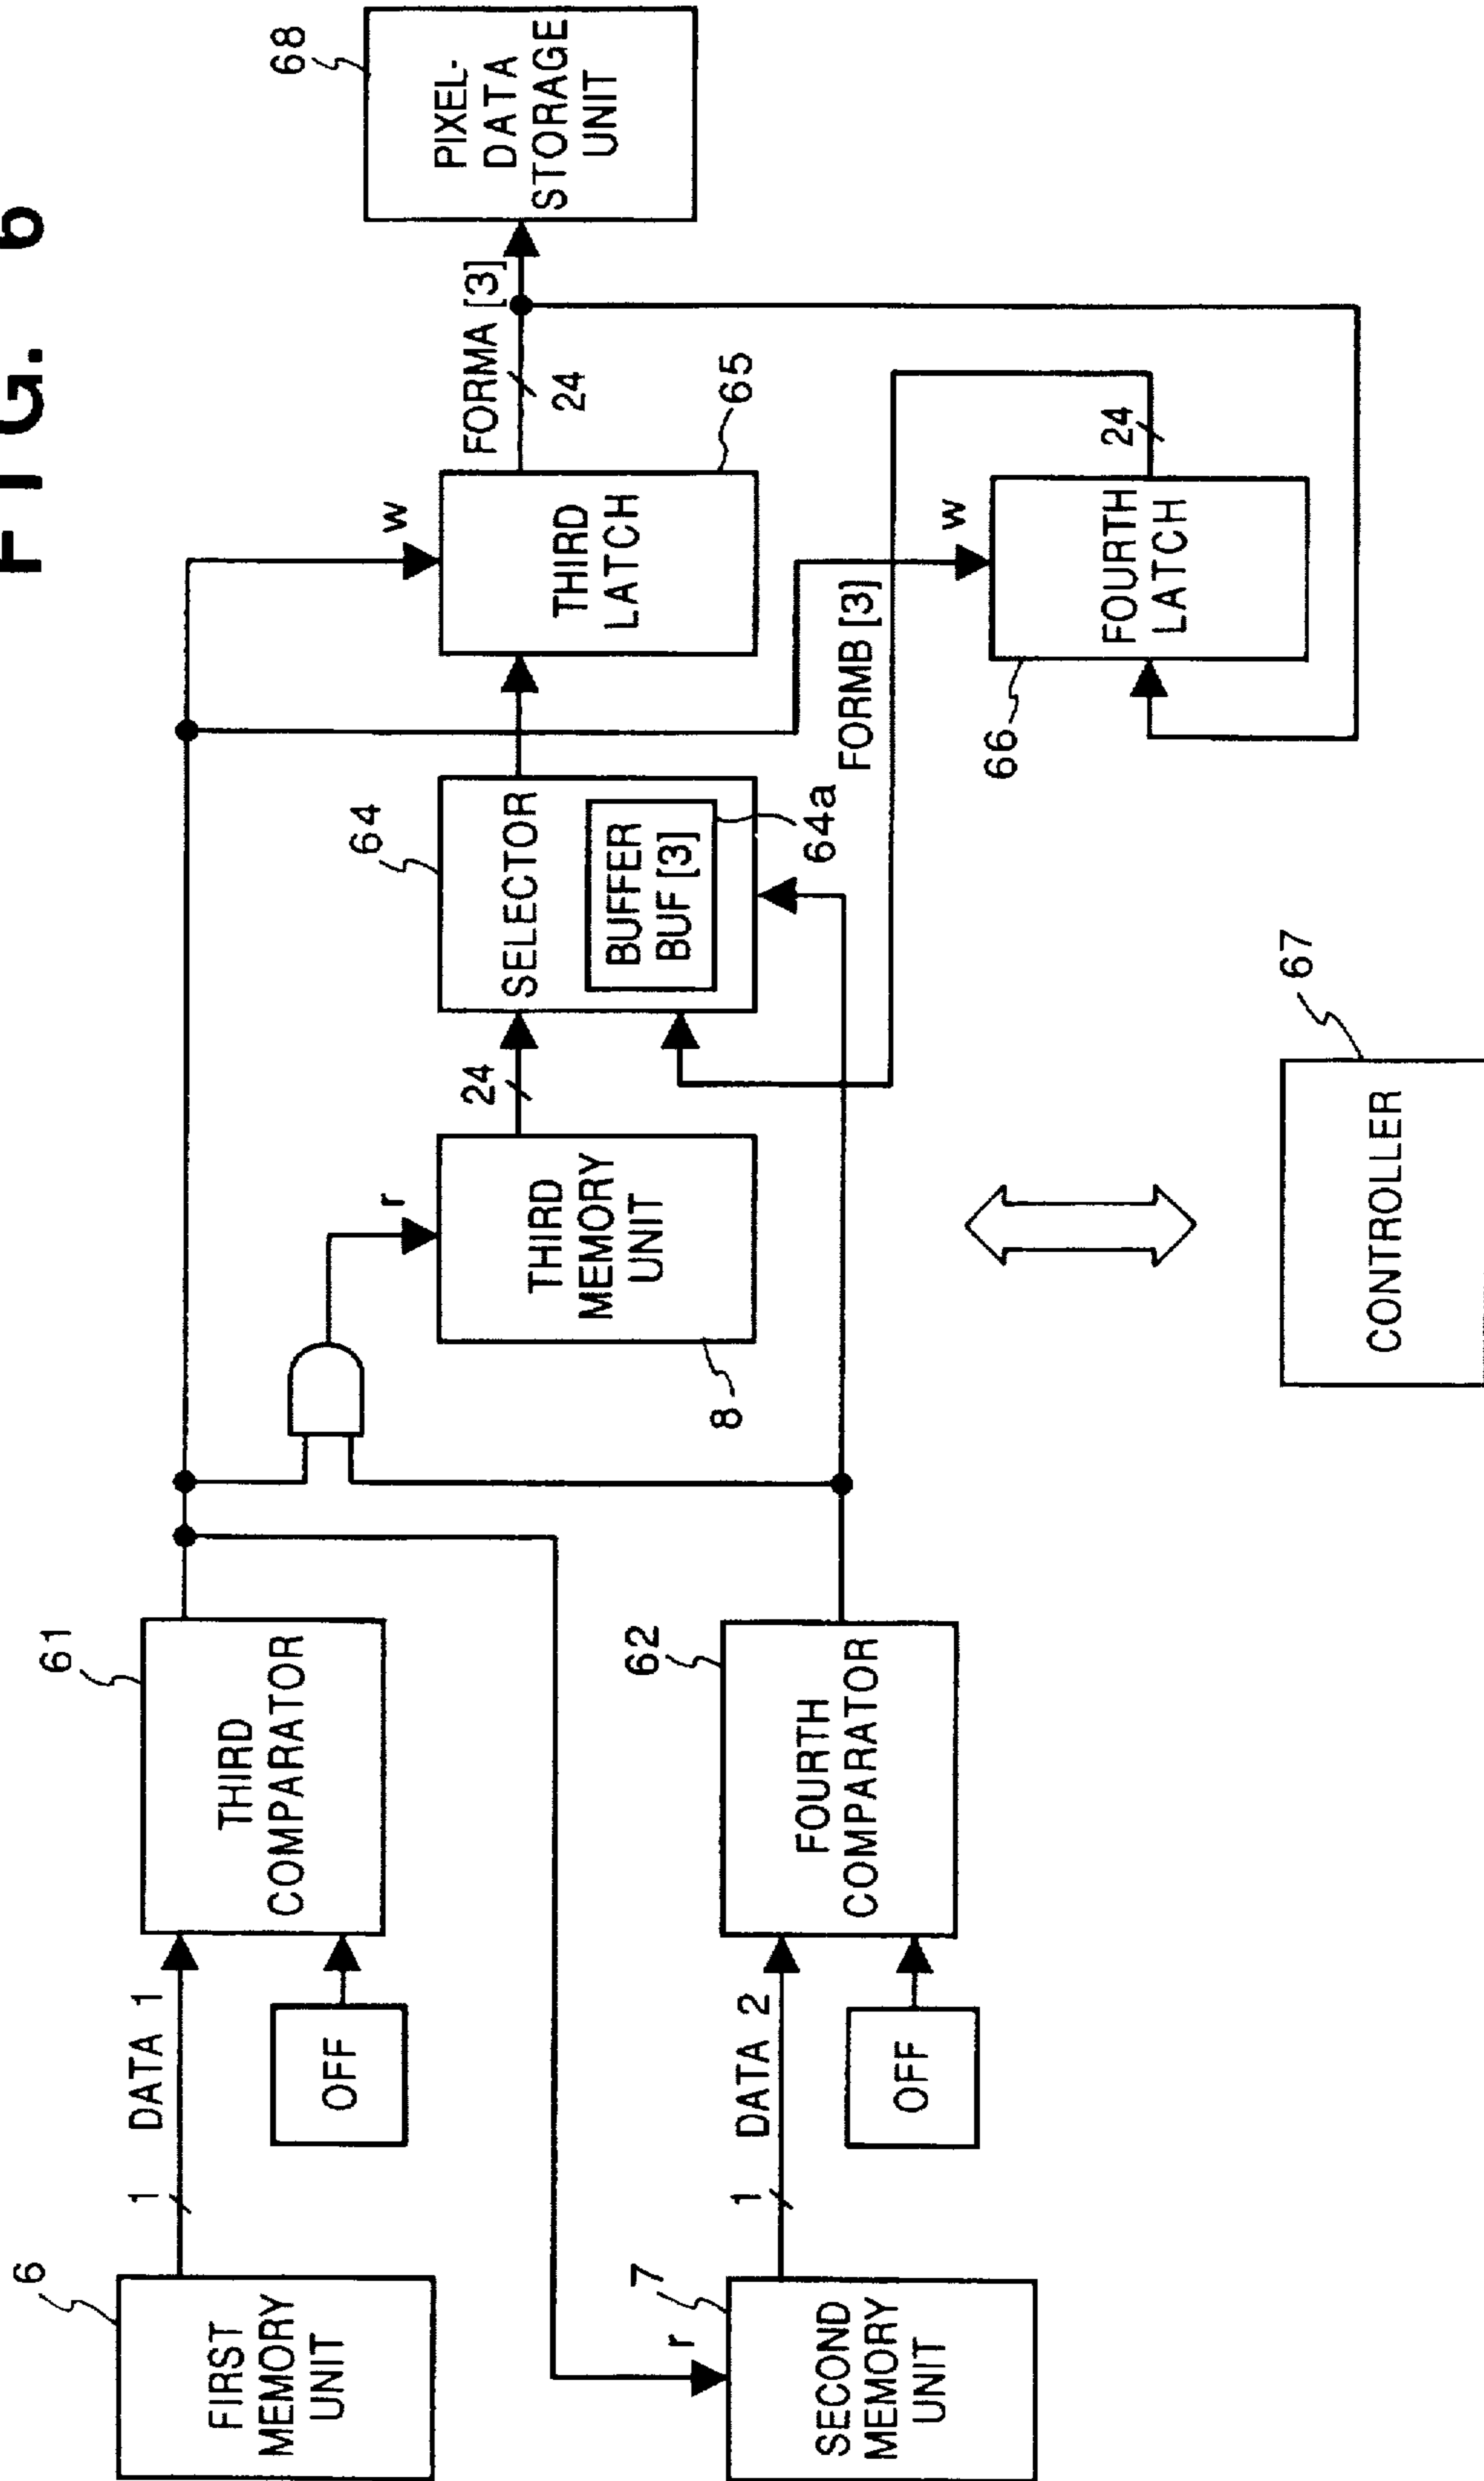 FIG. 6
6
FIRST
MEMORY
UNIT
1
DATA 1
OFF
61
THIRD
COMPARATOR
r
7
SECOND
MEMORY
UNIT
1
DATA 2
OFF
62
FOURTH
COMPARATOR
r
THIRD
MEMORY
UNIT
8
24
64
SELECTOR
BUFFER
BUF [3]
64a
w
THIRD
LATCH
65
FORMA [3]
24
68
PIXEL-
DATA
STORAGE
UNIT
FORMB [3]
w
66
FOURTH
LATCH
24
67
CONTROLLER